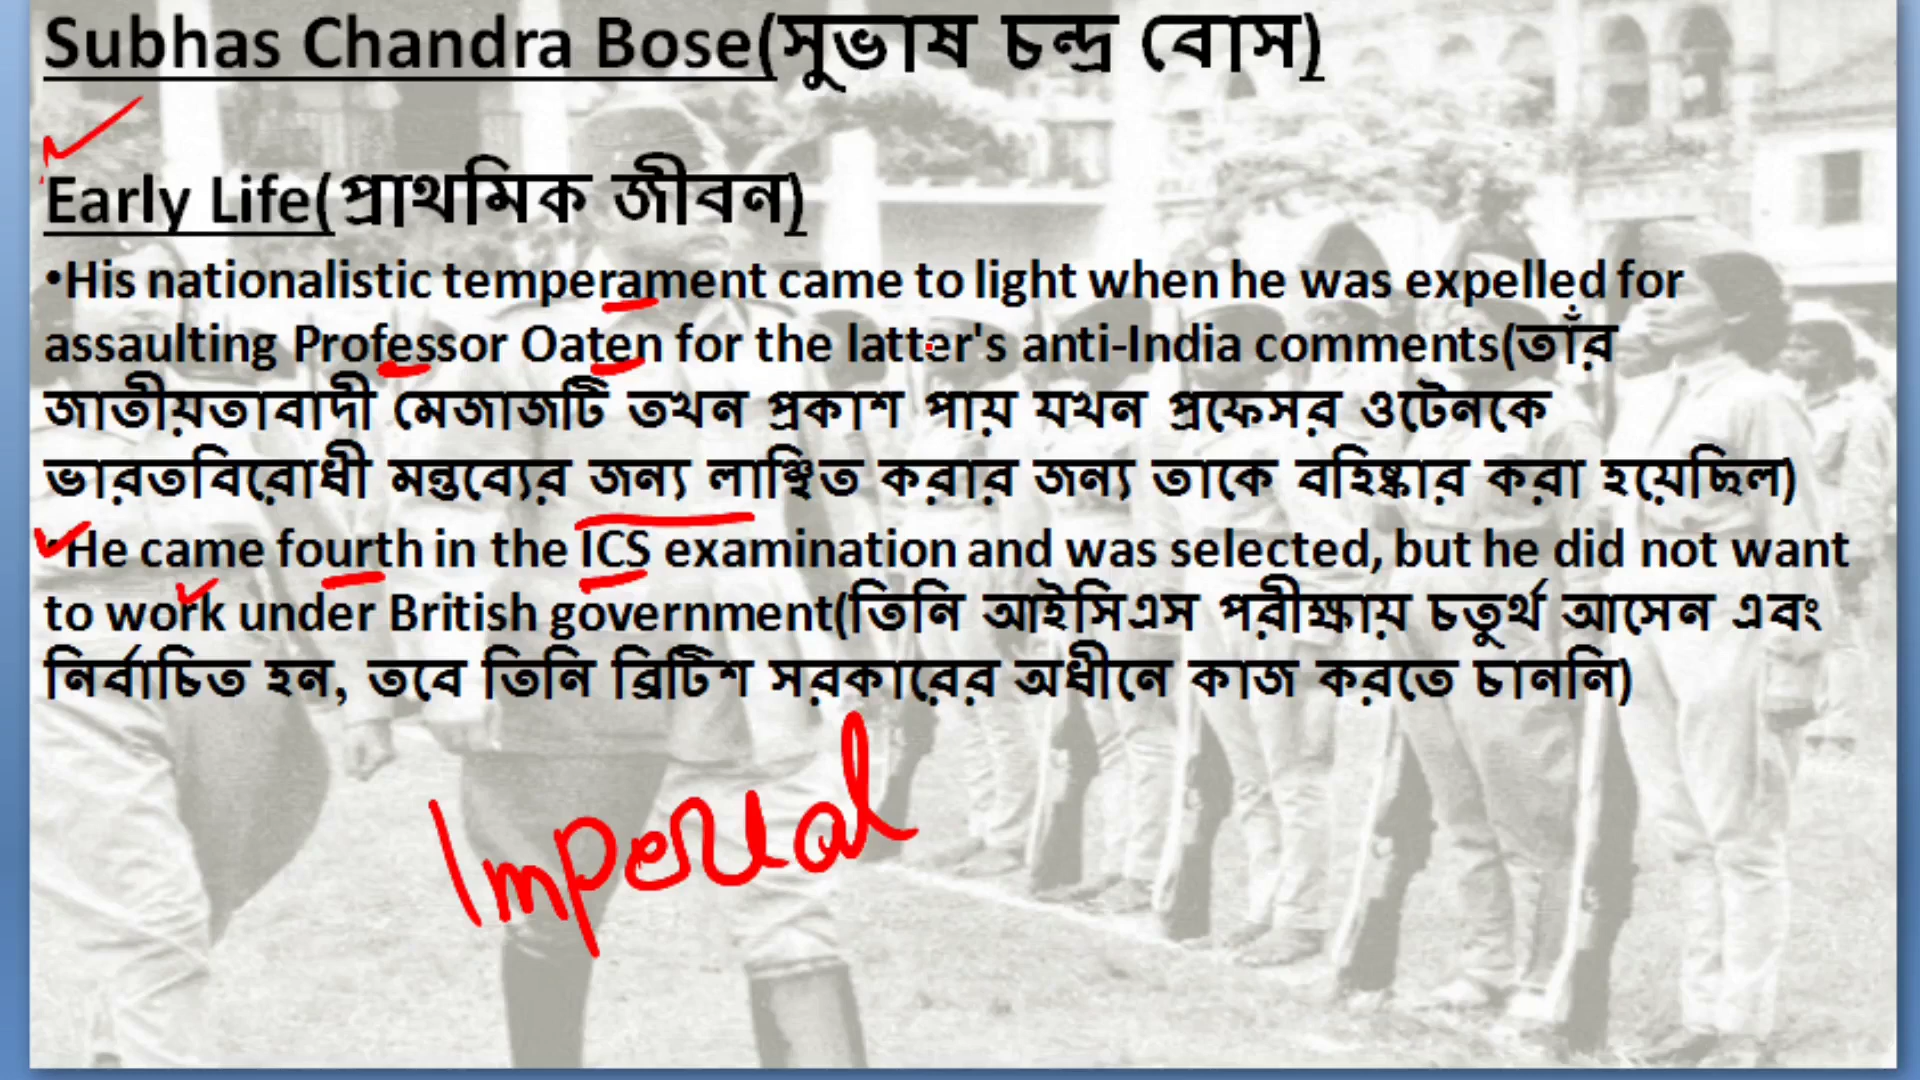 Subhas Chandra Bose(সুভাষ চন্দ্র বোস)
Early Life(প্রাথমিক জীবন)
•His nationalistic temperament came to light when he was expelled for
assaulting Professor Oaten for the latter's anti-India comments(তাঁর
জাতীয়তাবাদী মেজাজটি তখন প্রকাশ পায় যখন প্রফেসর ওটেনকে
ভারতবিরোধী মন্তব্যের জন্য লাঞ্ছিত করার জন্য তাকে বহিষ্কার করা হয়েছিল)
•He came fourth in the ICS examination and was selected, but he did not want
to work under British government(তিনি আইসিএস পরীক্ষায় চতুর্থ আসেন এবং
নির্বাচিত হন, তবে তিনি ব্রিটিশ সরকারের অধীনে কাজ করতে চাননি)
Imperial